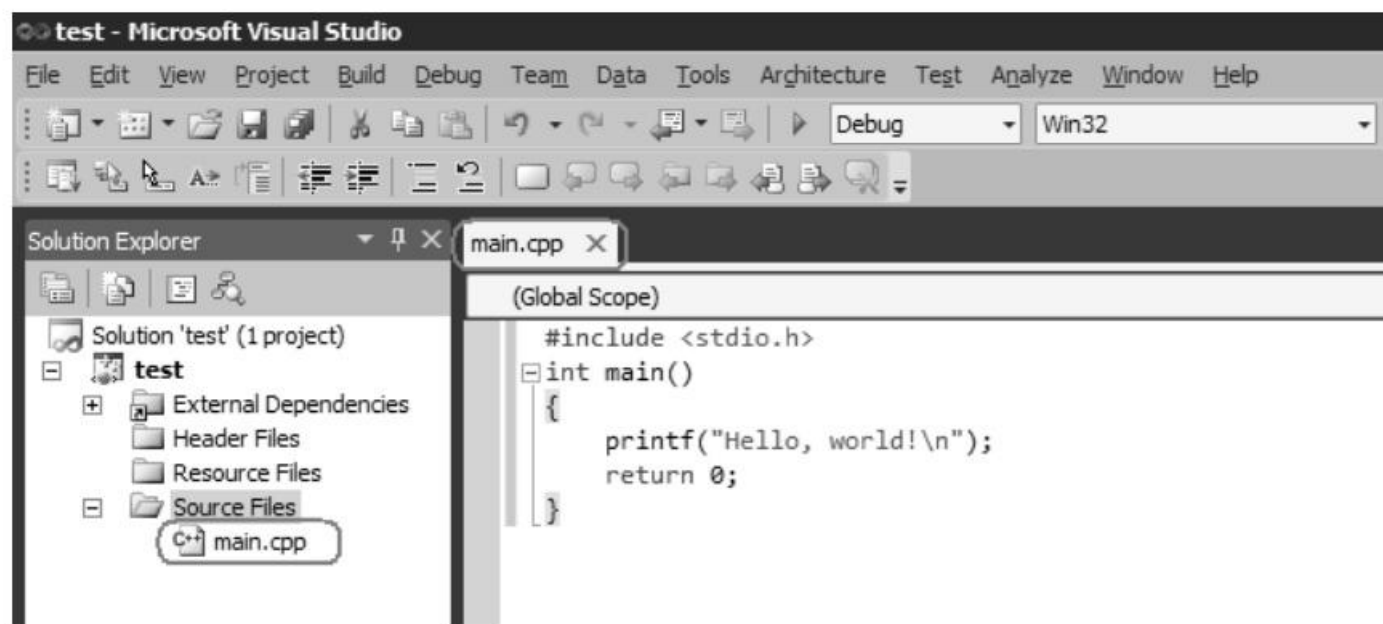 test - Microsoft Visual Studio
File Edit View Project Build Debug Team Data Tools Architecture Test Analyze Window Help
Debug Win32
Solution Explorer
main.cpp
(Global Scope)
Solution 'test' (1 project)
test
External Dependencies
Header Files
Resource Files
Source Files
C++ main.cpp
#include <stdio.h>
int main()
{
    printf("Hello, world!\n");
    return 0;
}